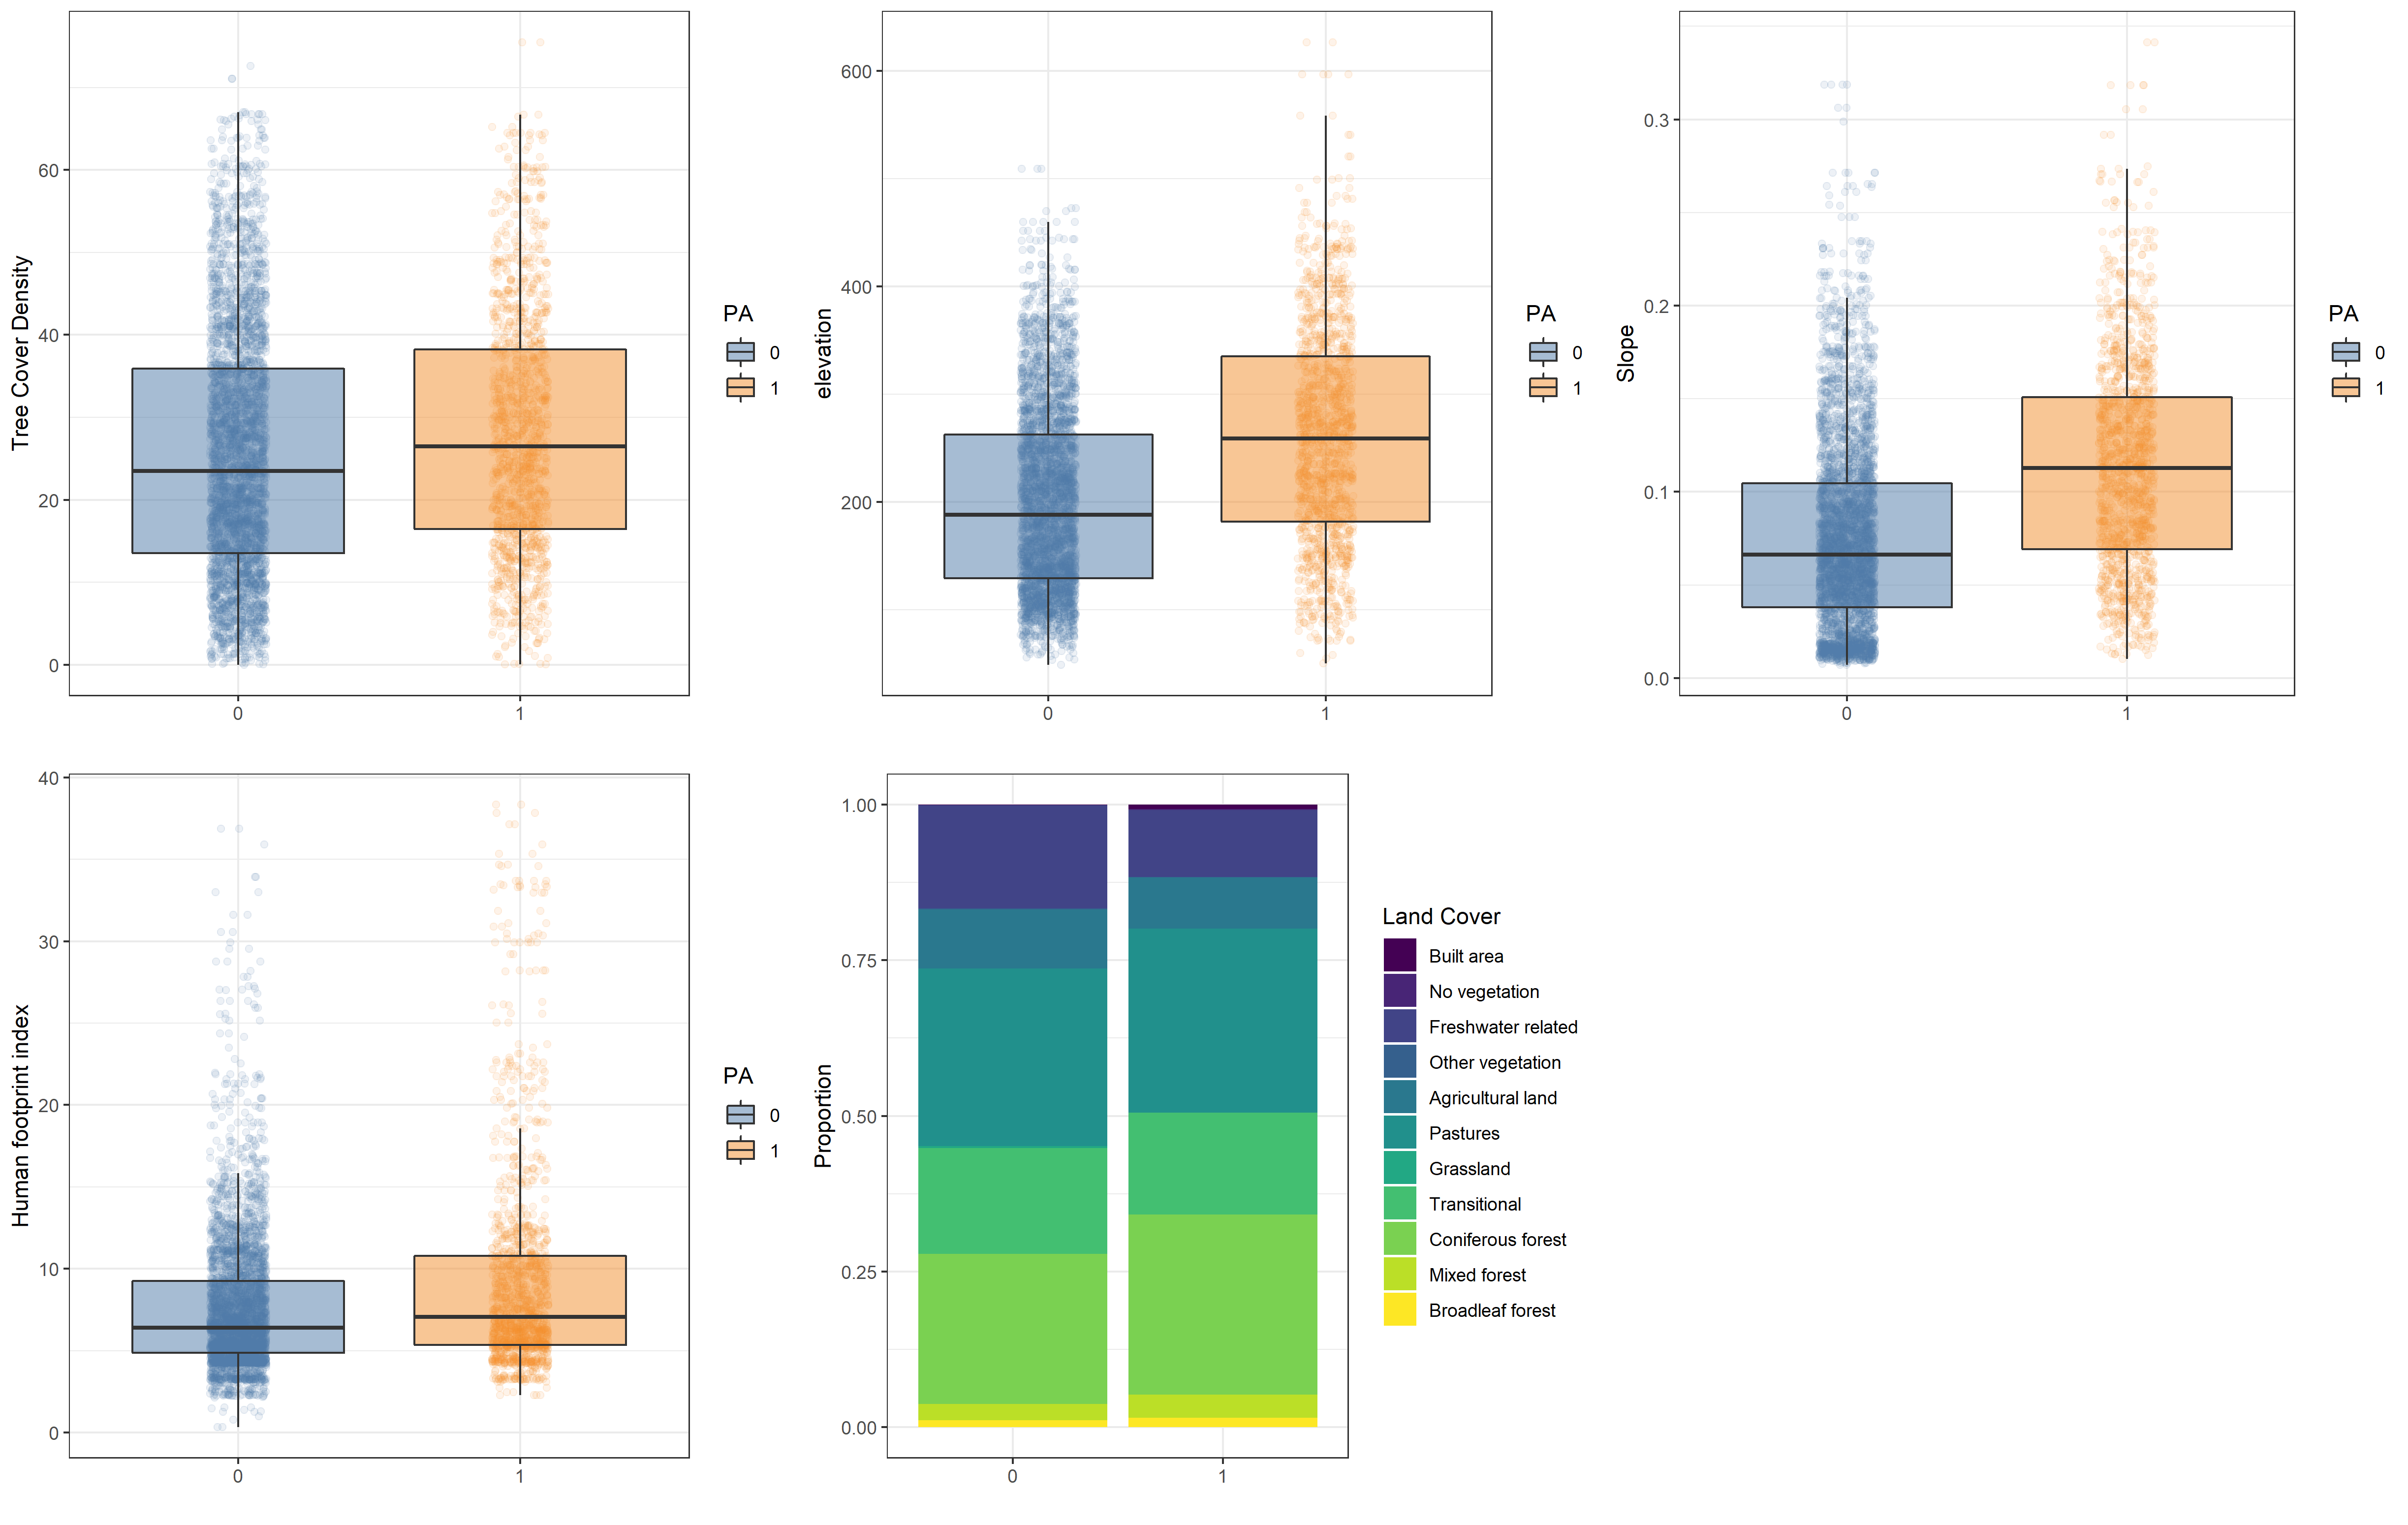 Tree Cover Density
60
40
20
0
0
1
PA
0
1
elevation
600
400
200
0
1
PA
0
1
Slope
0.3
0.2
0.1
0.0
0
1
PA
0
1
Human footprint index
40
30
20
10
0
0
1
PA
0
1
Proportion
1.00
0.75
0.50
0.25
0.00
0
1
Land Cover
Built area
No vegetation
Freshwater related
Other vegetation
Agricultural land
Pastures
Grassland
Transitional
Coniferous forest
Mixed forest
Broadleaf forest